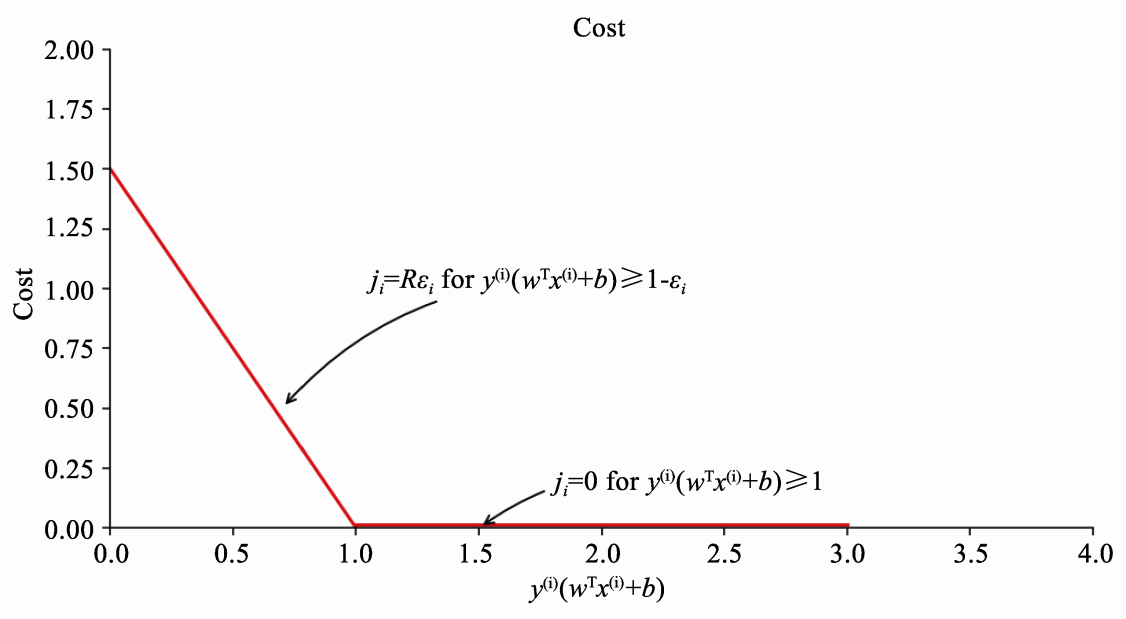 Cost
2.00
1.75
1.50
1.25
1.00
0.75
0.50
0.25
0.00
Cost
jᵢ=Rεᵢ for y⁽ⁱ⁾(wᵀx⁽ⁱ⁾+b)⩾1-εᵢ
jᵢ=0 for y⁽ⁱ⁾(wᵀx⁽ⁱ⁾+b)⩾1
0.0 0.5 1.0 1.5 2.0 2.5 3.0 3.5 4.0
y⁽ⁱ⁾(wᵀx⁽ⁱ⁾+b)